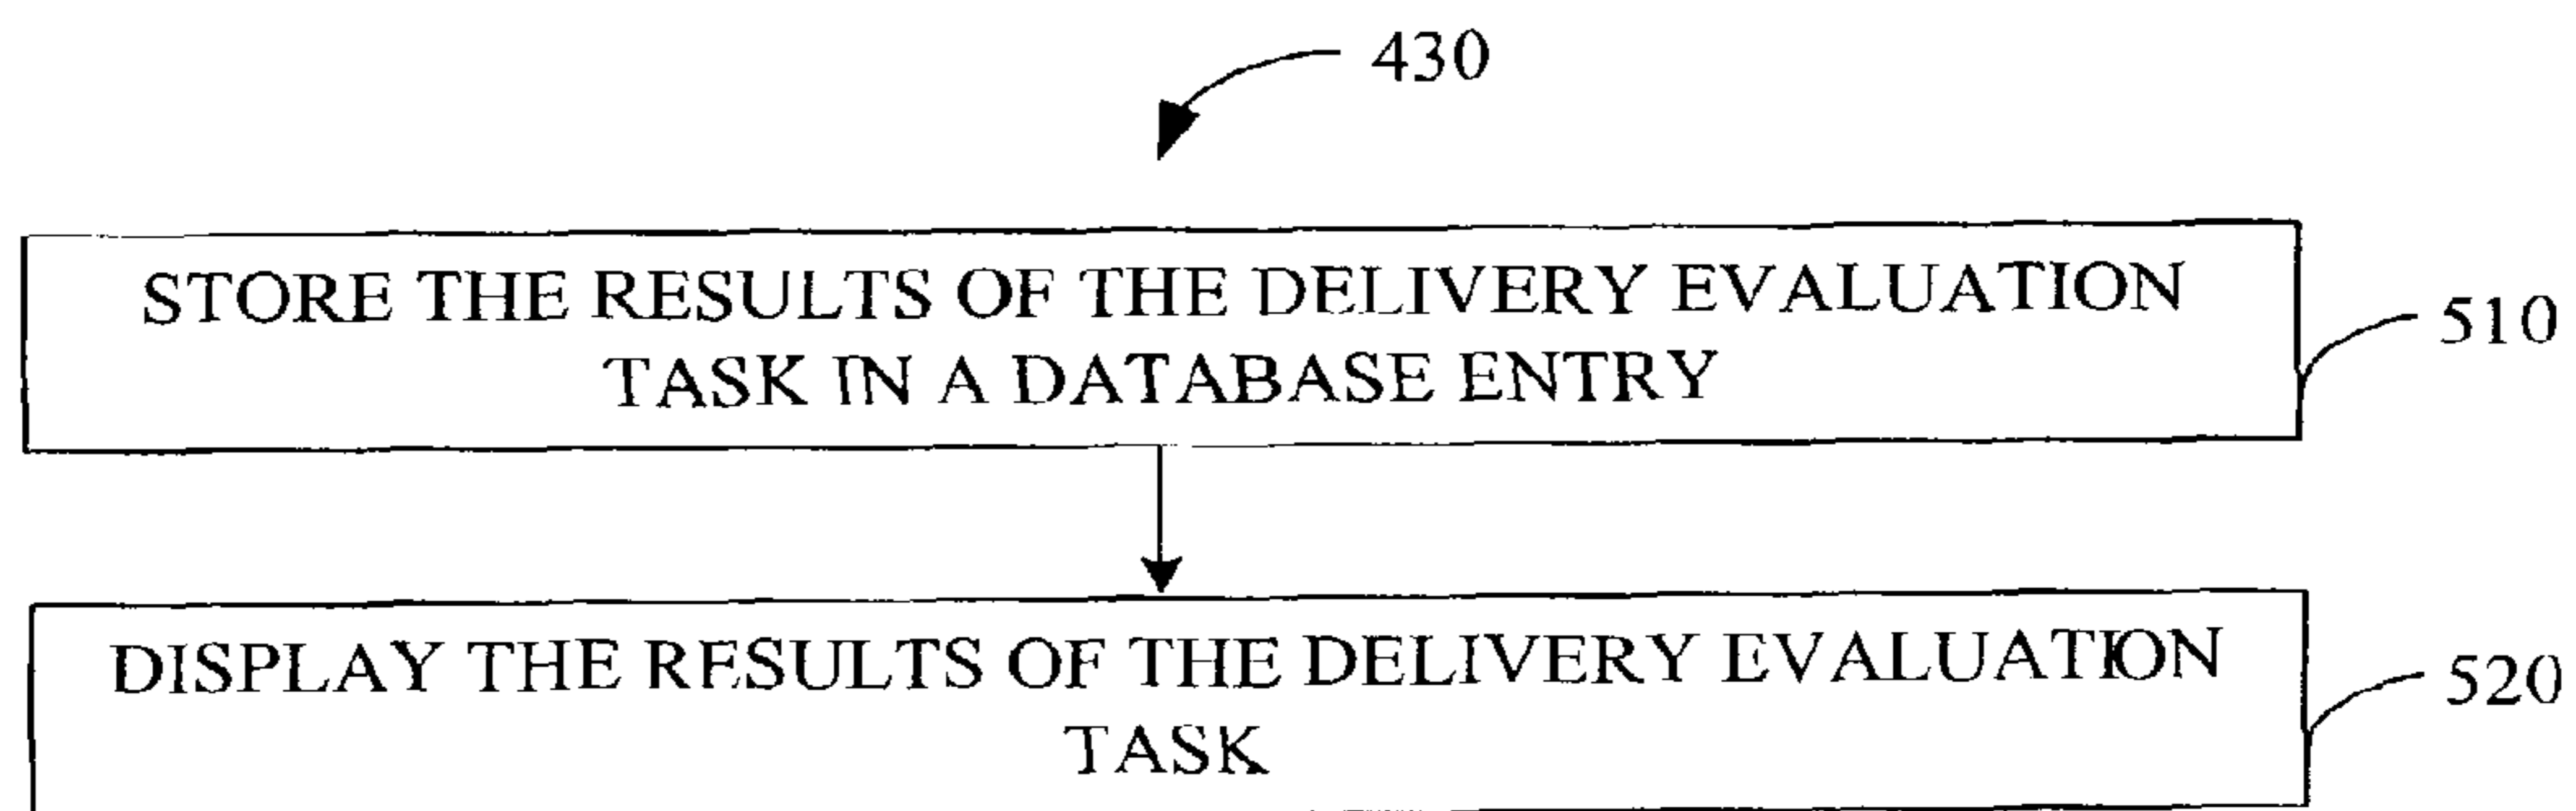 430
STORE THE RESULTS OF THE DELIVERY EVALUATION
TASK IN A DATABASE ENTRY
510
DISPLAY THE RESULTS OF THE DELIVERY EVALUATION
TASK
520